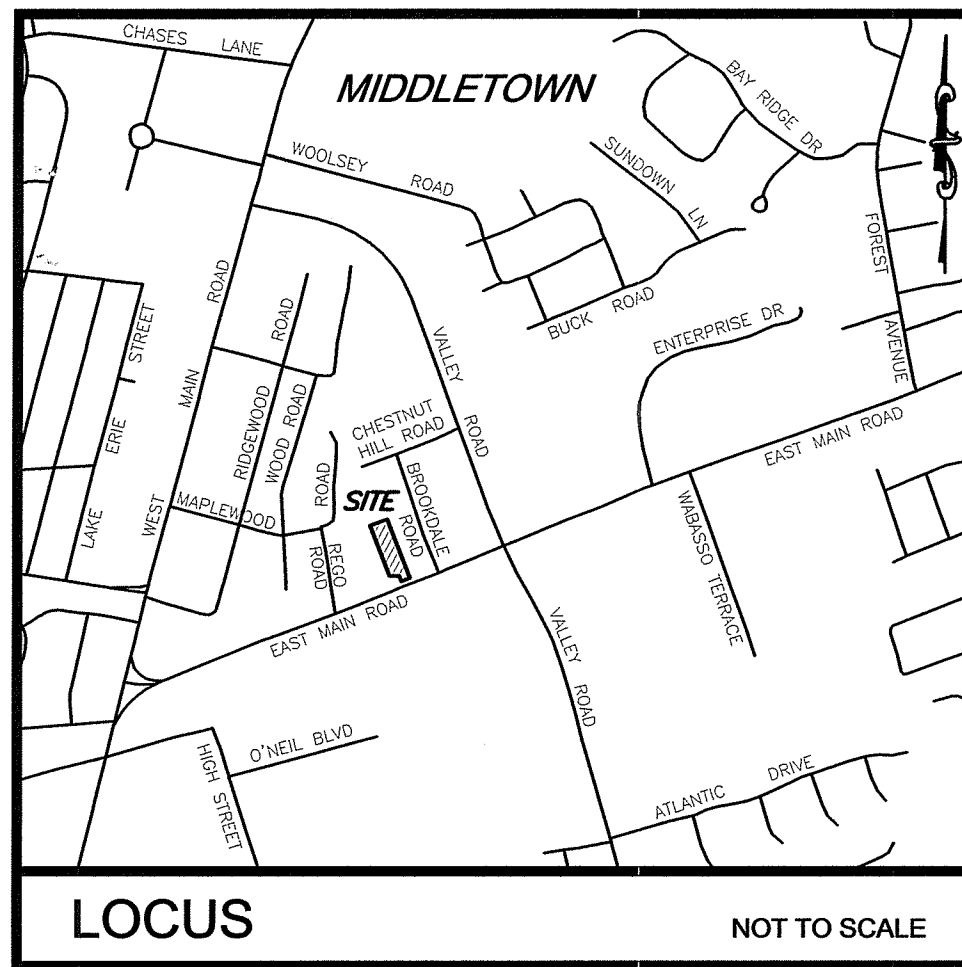 CHASES LANE
MIDDLETOWN
BAY RIDGE DR
WOOLSEY ROAD
SUNDOWN LN
FOREST AVENUE
BUCK ROAD
ENTERPRISE DR
WEST MAIN ROAD
LAKE ERIE STREET
RIDGEWOOD ROAD
WOOD ROAD
VALLEY ROAD
CHESTNUT
HILL ROAD
EAST MAIN ROAD
MAPLEWOOD ROAD
SITE
BROOKDALE
ROAD
REGO
ROAD
WABASSO TERRACE
EAST MAIN ROAD
VALLEY ROAD
O'NEIL BLVD
HIGH STREET
ATLANTIC DRIVE
LOCUS
NOT TO SCALE